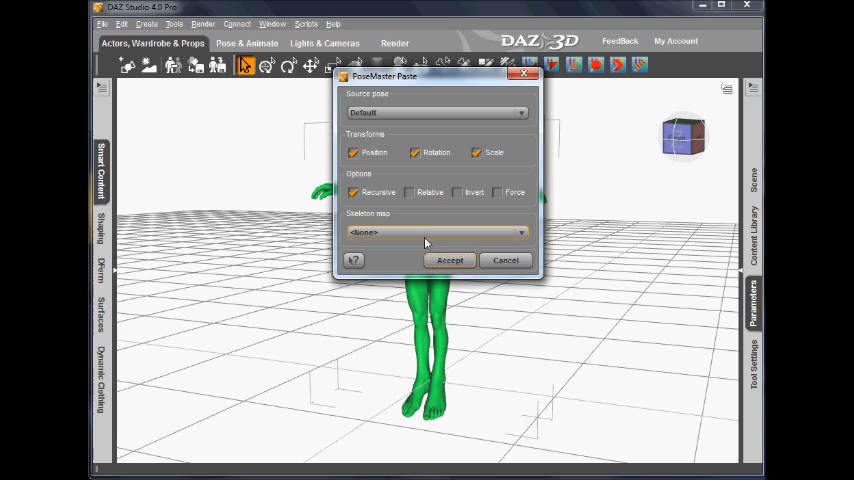 DAZ Studio 4.0 Pro
File Edit Create Tools Render Connect Window Scripts Help
Actors, Wardrobe & Props Pose & Animate Lights & Cameras Render
DAZ 3D
FeedBack My Account
PoseMaster Paste
Source pose
Default
Transforms
Position Rotation Scale
Options
Recursive Relative Invert Force
Skeleton map
<None>
Accept Cancel
Smart Content
Shaping
DForm
Surfaces
Dynamic Clothing
Scene
Content Library
Parameters
Tool Settings